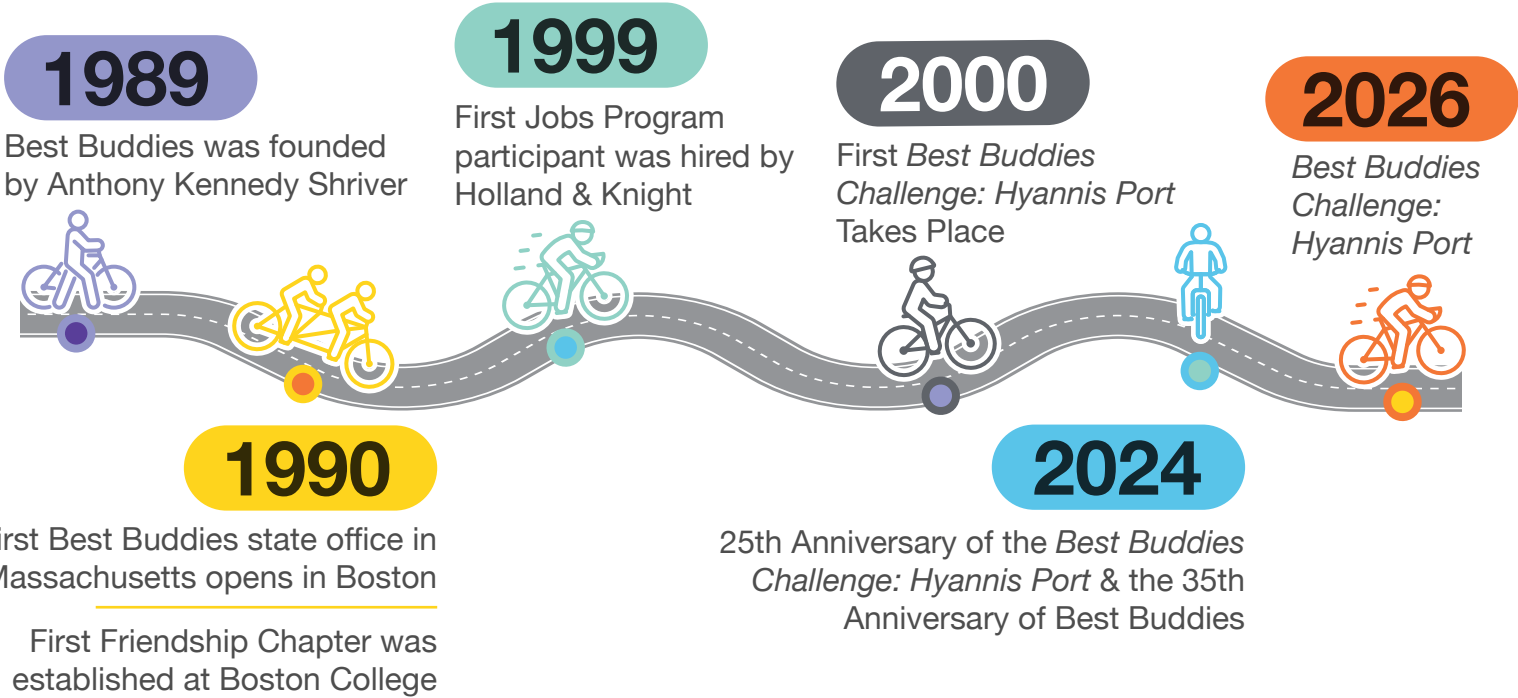 1989
Best Buddies was founded
by Anthony Kennedy Shriver
1990
irst Best Buddies state office in
Massachusetts opens in Boston
First Friendship Chapter was
established at Boston College
1999
First Jobs Program
participant was hired by
Holland & Knight
2000
First Best Buddies
Challenge: Hyannis Port
Takes Place
2024
25th Anniversary of the Best Buddies
Challenge: Hyannis Port & the 35th
Anniversary of Best Buddies
2026
Best Buddies
Challenge:
Hyannis Port